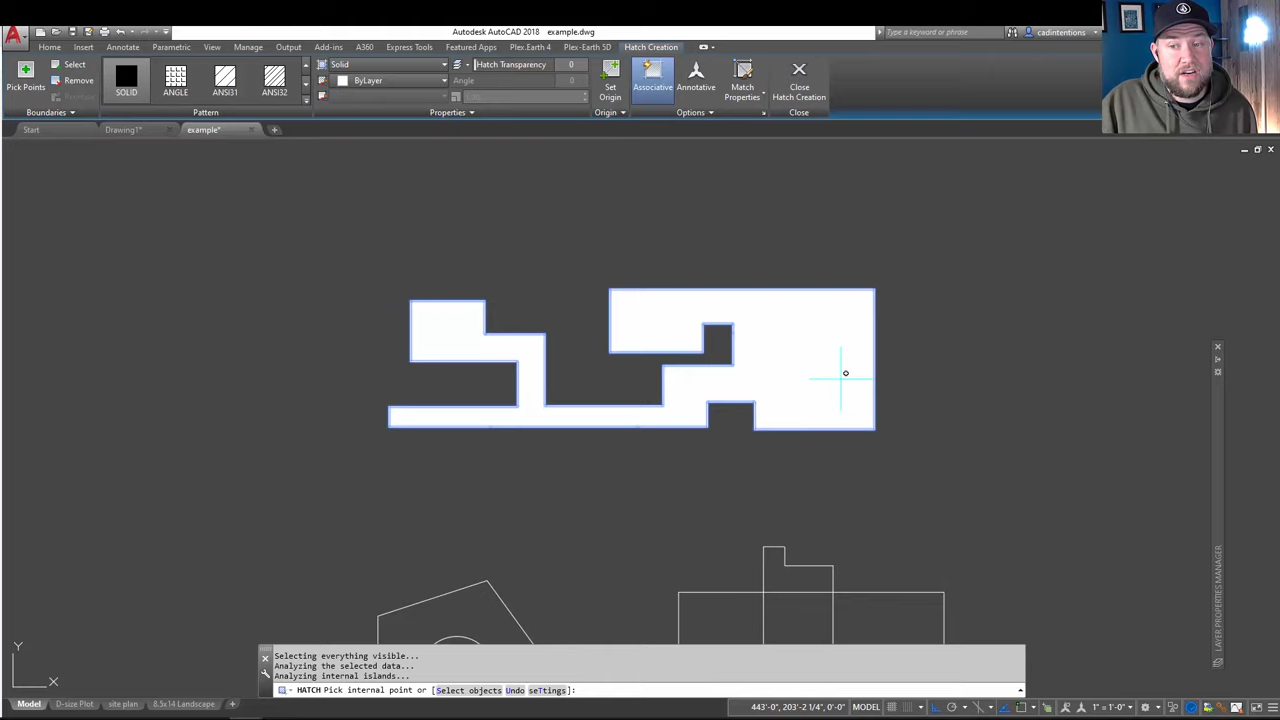 Autodesk AutoCAD 2018 example.dwg
Type a keyword or phrase
cadintentions
Home Insert Annotate Parametric View Manage Output Add-ins A360 Express Tools Featured Apps Plex.Earth 4 Plex-Earth 5D Hatch Creation
Pick Points
Select
Remove
Recreate
Boundaries
SOLID
ANGLE
ANSI31
ANSI32
Pattern
Solid
ByLayer
Hatch Transparency 0
Angle 0
Properties
Set
Origin
Origin
Associative
Annotative
Match
Properties
Options
Close
Hatch Creation
Close
Start Drawing1* example*
LAYER PROPERTIES MANAGER
Y
X
Selecting everything visible...
Analyzing the selected data...
Analyzing internal islands...
HATCH Pick internal point or [Select objects Undo seTtings]:
Model D-size Plot site plan 8.5x14 Landscape
443'-0", 203'-2 1/4", 0'-0" MODEL 1" = 1'-0"